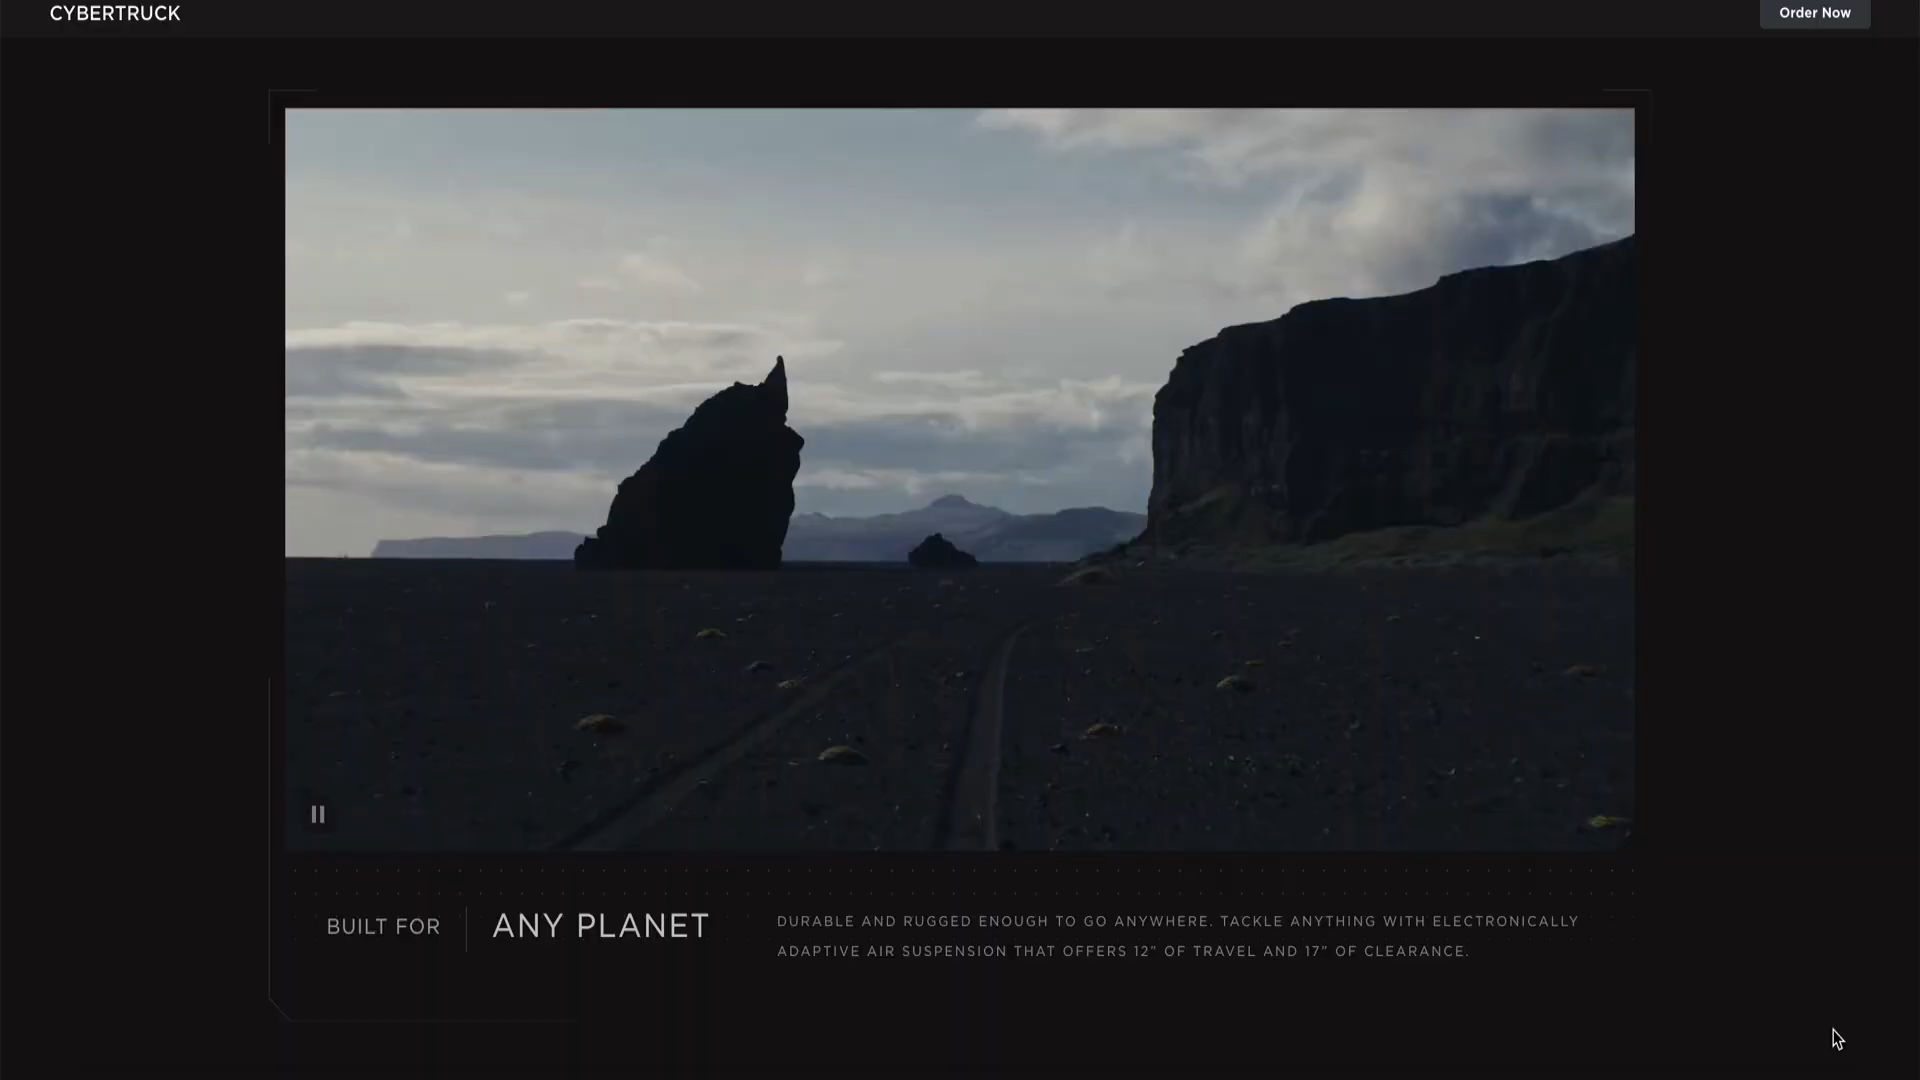 CYBERTRUCK
Order Now
BUILT FOR
ANY PLANET
DURABLE AND RUGGED ENOUGH TO GO ANYWHERE. TACKLE ANYTHING WITH ELECTRONICALLY
ADAPTIVE AIR SUSPENSION THAT OFFERS 12” OF TRAVEL AND 17” OF CLEARANCE.